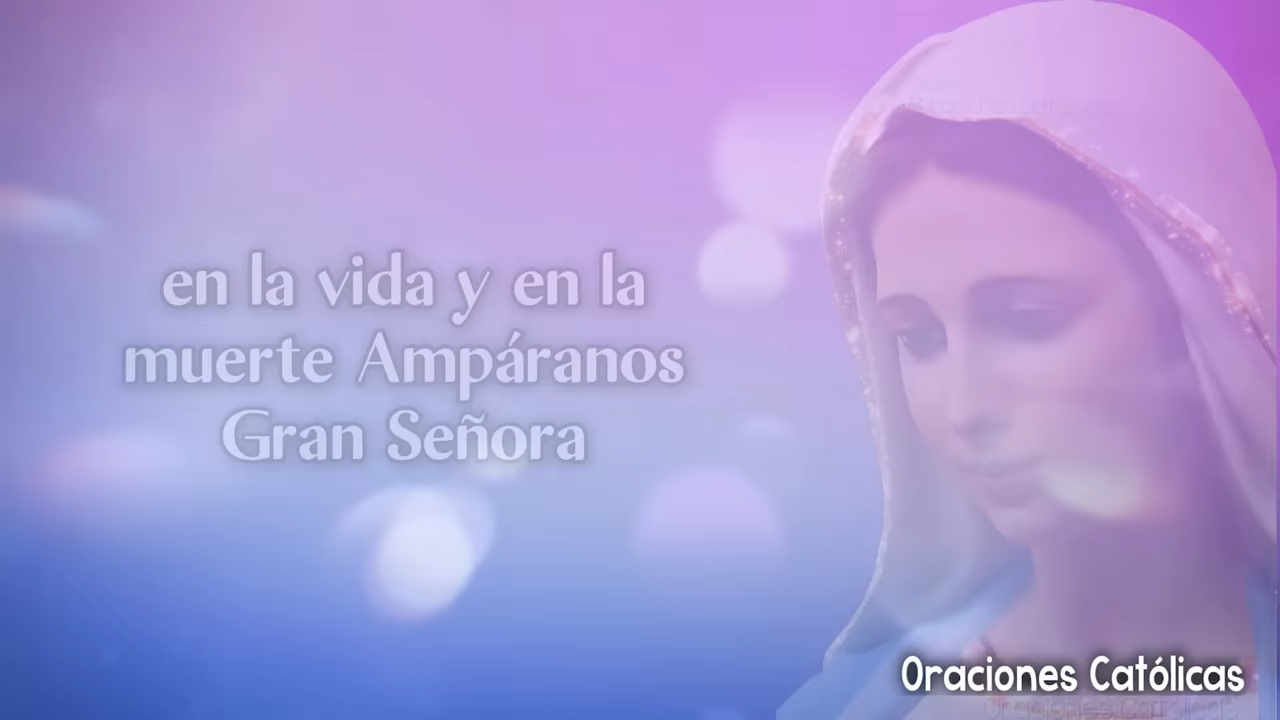 en la vida y en la
muerte Ampáranos
Gran Señora
Oraciones Católicas